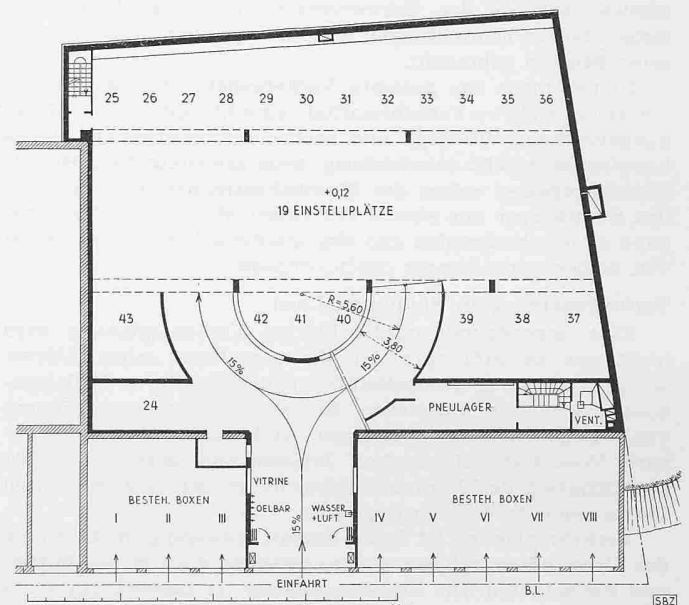 25 26 27 28 29 30 31 32 33 34 35 36
+0,12
19 EINSTELLPLÄTZE
R=5,60
43 42 41 40 39 38 37
3,80
15% 15%
24
PNEULAGER
VENT.
VITRINE
BESTEH. BOXEN
OELBAR
WASSER
+LUFT
BESTEH. BOXEN
I II III IV V VI VII VIII
15%
EINFAHRT
B.L.
SBZ